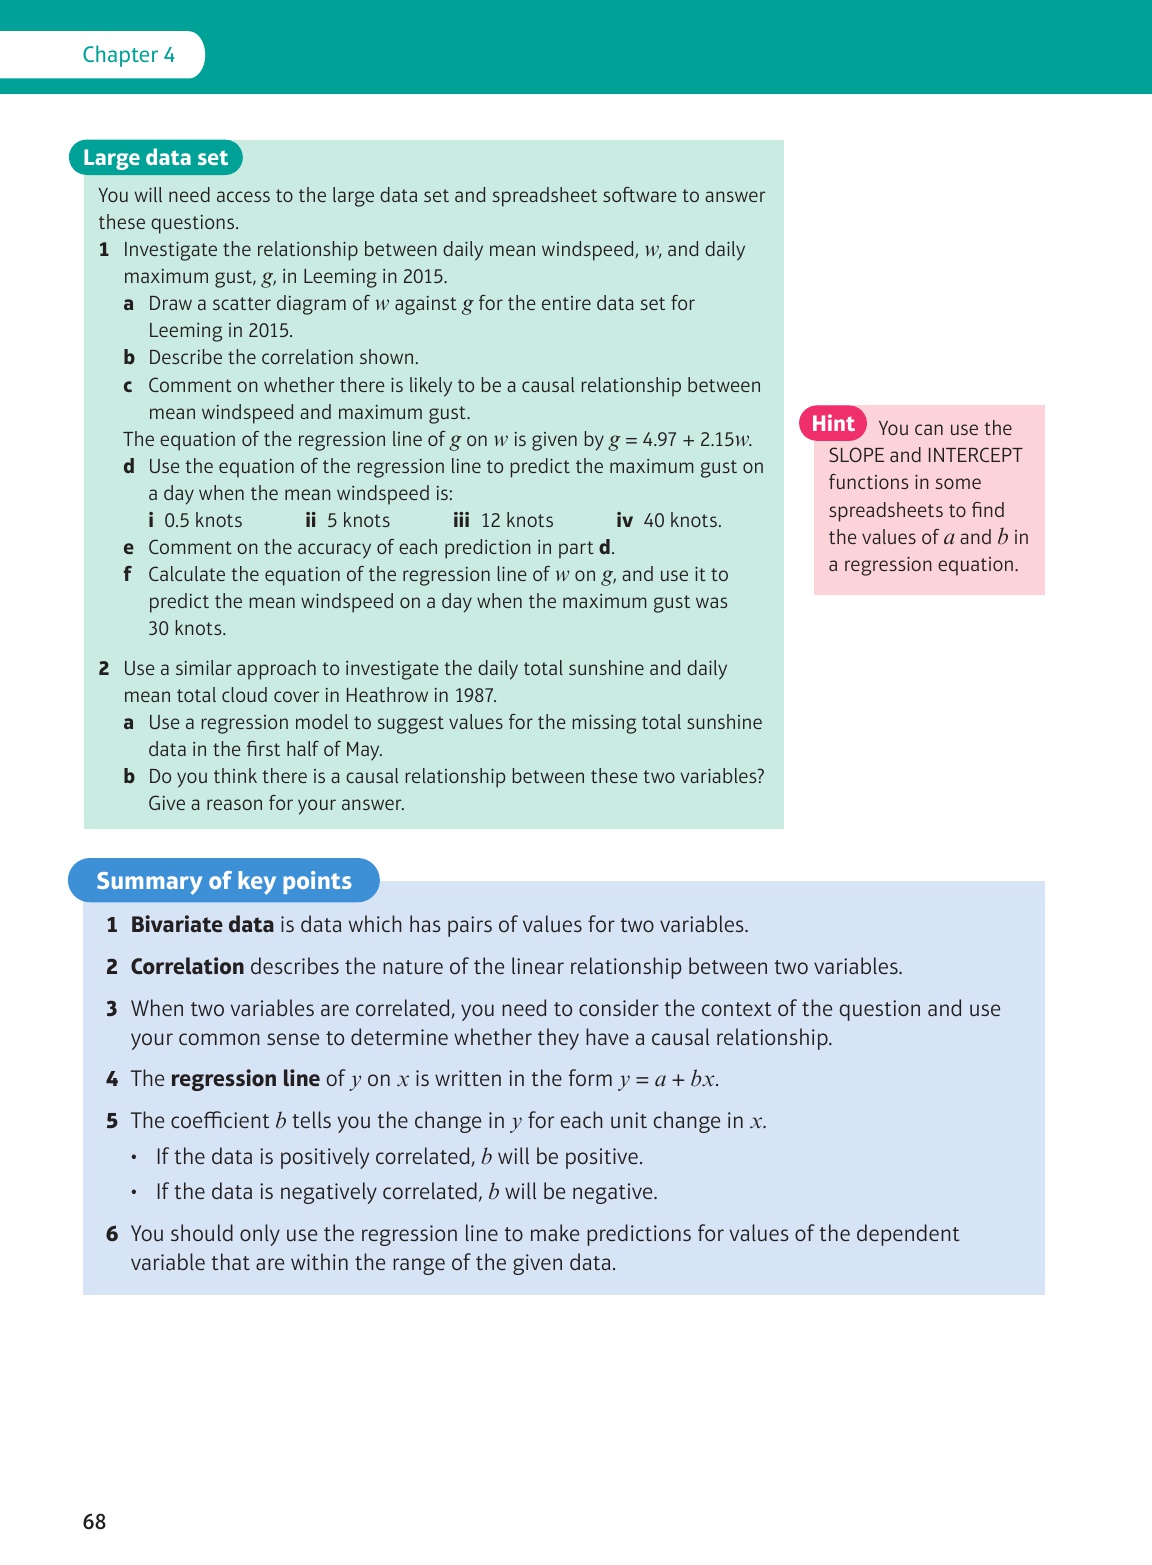 Chapter 4
Large data set
You will need access to the large data set and spreadsheet software to answer
these questions.
1 Investigate the relationship between daily mean windspeed, w, and daily
maximum gust, g, in Leeming in 2015.
a Draw a scatter diagram of w against g for the entire data set for
Leeming in 2015.
b Describe the correlation shown.
c Comment on whether there is likely to be a causal relationship between
mean windspeed and maximum gust.
The equation of the regression line of g on w is given by g = 4.97 + 2.15w.
d Use the equation of the regression line to predict the maximum gust on
a day when the mean windspeed is:
i 0.5 knots ii 5 knots iii 12 knots iv 40 knots.
e Comment on the accuracy of each prediction in part d.
f Calculate the equation of the regression line of w on g, and use it to
predict the mean windspeed on a day when the maximum gust was
30 knots.
2 Use a similar approach to investigate the daily total sunshine and daily
mean total cloud cover in Heathrow in 1987.
a Use a regression model to suggest values for the missing total sunshine
data in the first half of May.
b Do you think there is a causal relationship between these two variables?
Give a reason for your answer.
Hint You can use the
SLOPE and INTERCEPT
functions in some
spreadsheets to find
the values of a and b in
a regression equation.
Summary of key points
1 Bivariate data is data which has pairs of values for two variables.
2 Correlation describes the nature of the linear relationship between two variables.
3 When two variables are correlated, you need to consider the context of the question and use
your common sense to determine whether they have a causal relationship.
4 The regression line of y on x is written in the form y = a + bx.
5 The coefficient b tells you the change in y for each unit change in x.
• If the data is positively correlated, b will be positive.
• If the data is negatively correlated, b will be negative.
6 You should only use the regression line to make predictions for values of the dependent
variable that are within the range of the given data.
68